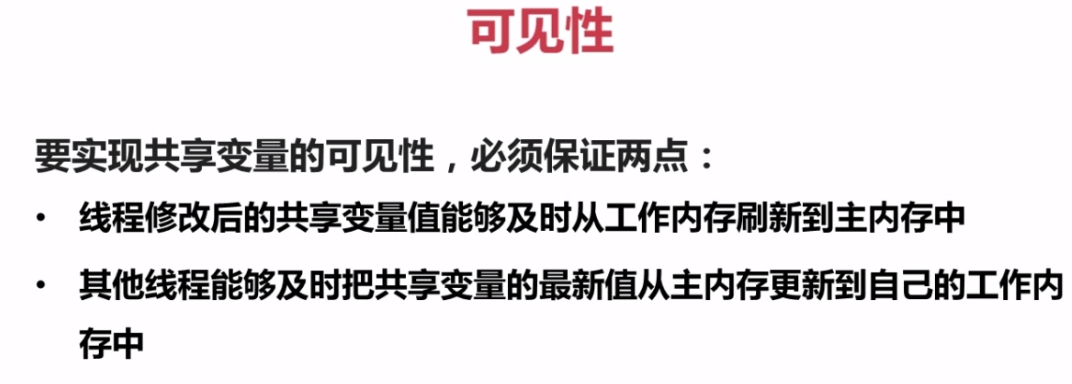 可见性
要实现共享变量的可见性，必须保证两点：
• 线程修改后的共享变量值能够及时从工作内存刷新到主内存中
• 其他线程能够及时把共享变量的最新值从主内存更新到自己的工作内
存中